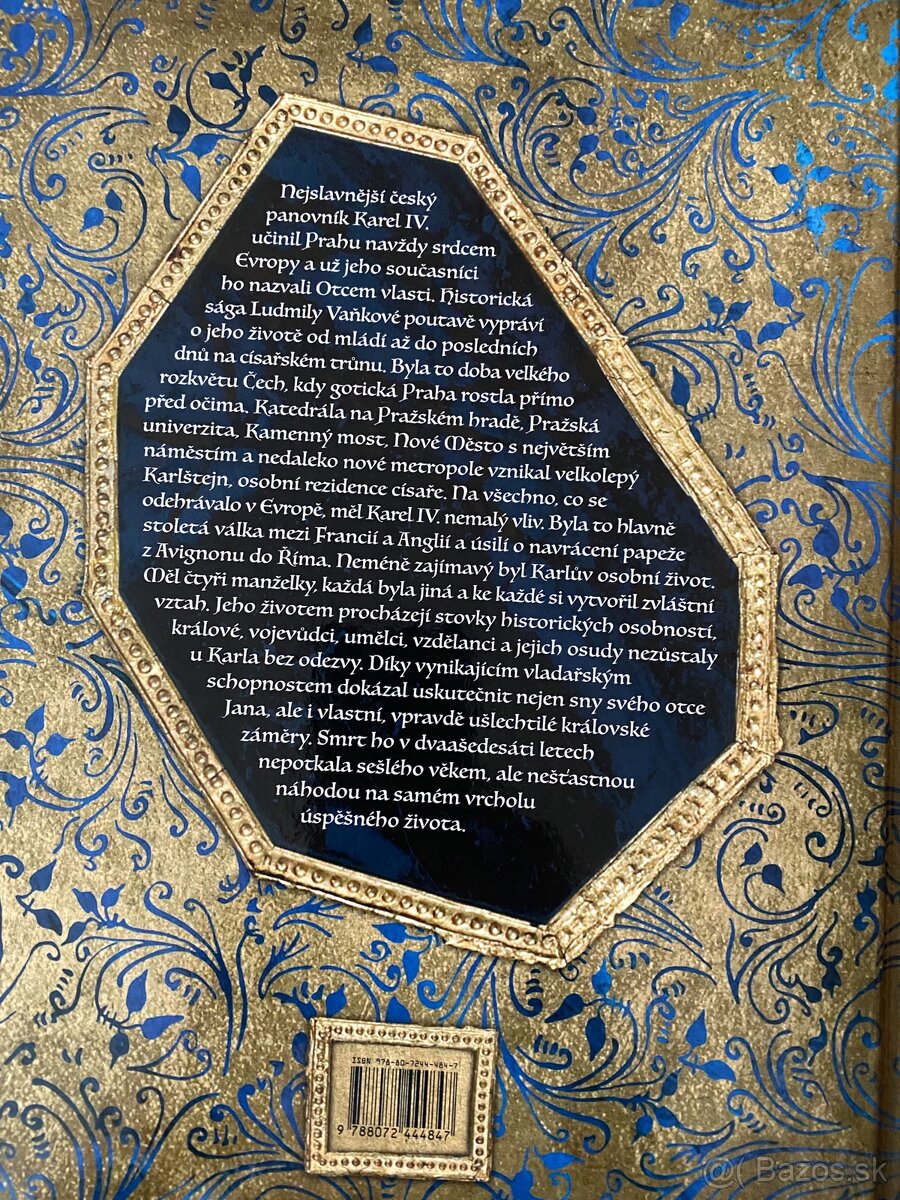 Nejslavnější český
panovník Karel IV.
učinil Prahu navždy srdcem
Evropy a už jeho současníci
ho nazvali Otcem vlasti. Historická
sága Ludmily Vaňkové poutavě vypráví
o jeho životě od mládí až do posledních
dnů na císařském trůnu. Byla to doba velkého
rozkvětu Čech, kdy gotická Praha rostla přímo
před očima. Katedrála na Pražském hradě, Pražská
univerzita, Kamenný most, Nové Město s největším
náměstím a nedaleko nové metropole vznikal velkolepý
Karlštejn, osobní rezidence císaře. Na všechno, co se
odehrávalo v Evropě, měl Karel IV. nemalý vliv. Byla to hlavně
stoletá válka mezi Francií a Anglií a úsilí o navrácení papeže
z Avignonu do Říma. Neméně zajímavý byl Karlův osobní život.
Měl čtyři manželky, každá byla jiná a ke každé si vytvořil zvláštní
vztah. Jeho životem procházejí stovky historických osobností,
králové, vojevůdci, umělci, vzdělanci a jejich osudy nezůstaly
u Karla bez odezvy. Díky vynikajícím vladařským
schopnostem dokázal uskutečnit nejen sny svého otce
Jana, ale i vlastní, vpravdě ušlechtilé královské
záměry. Smrt ho v dvaašedesáti letech
nepotkala sešlého věkem, ale nešťastnou
náhodou na samém vrcholu
úspěšného života.
ISBN 978-80-7244-484-7
9 788072 444847
@( Bazos.sk